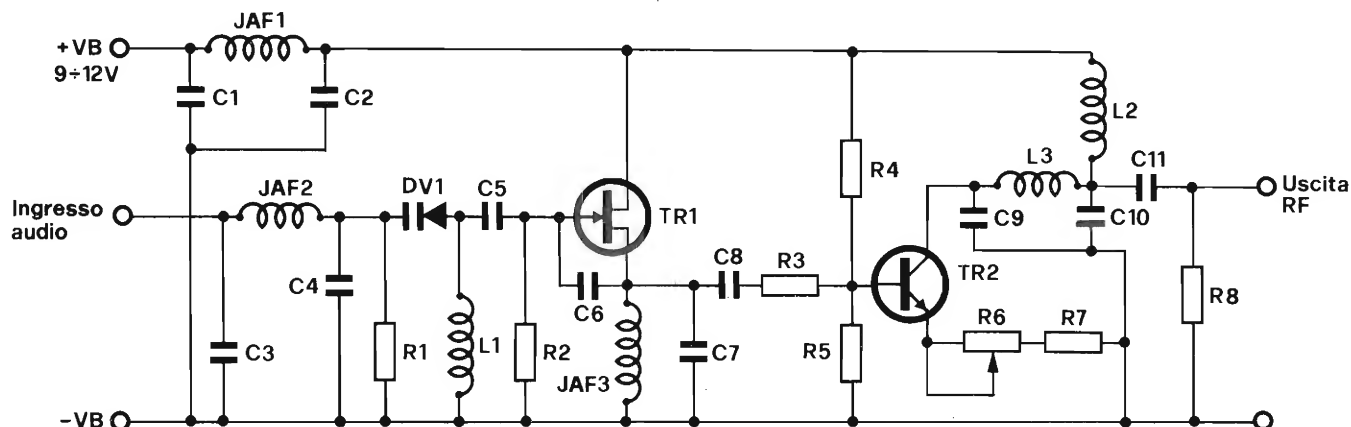 JAF1
+VB
9÷12V
C1
C2
L2
R4
L3
C11
Uscita
RF
JAF2
DV1
C5
TR1
Ingresso
audio
C9
C10
C4
C6
C8
R3
TR2
R8
C3
R1
L1
R2
JAF3
C7
R5
R6
R7
-VB